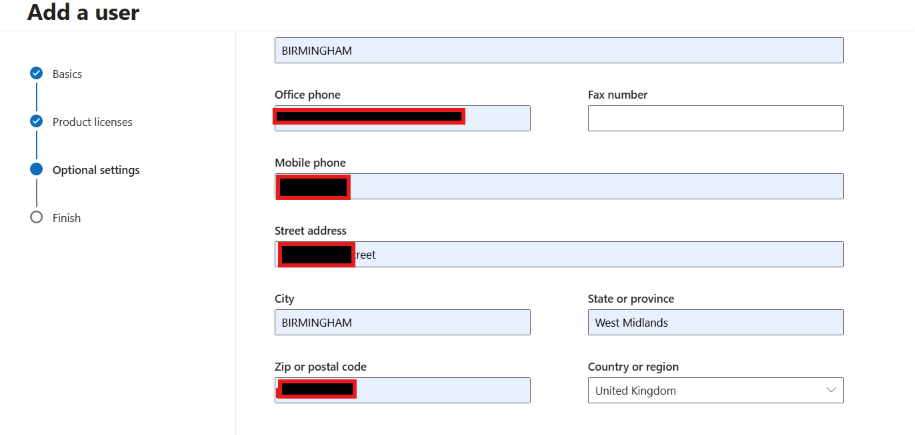 Add a user
Basics
Product licenses
Optional settings
Finish
BIRMINGHAM
Office phone
Fax number
Mobile phone
Street address
treet
City
State or province
BIRMINGHAM
West Midlands
Zip or postal code
Country or region
United Kingdom